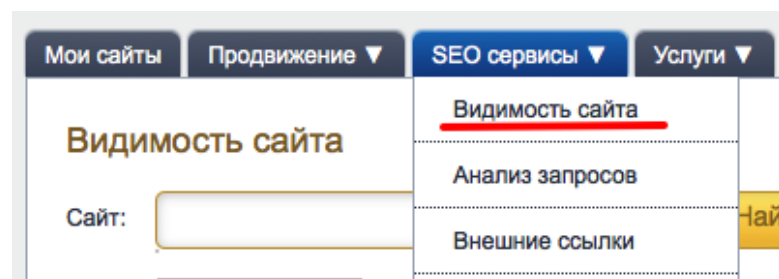 Мои сайты Продвижение ▼ SEO сервисы ▼ Услуги ▼
Видимость сайта
Видимость сайта
Анализ запросов
Сайт:
Внешние ссылки